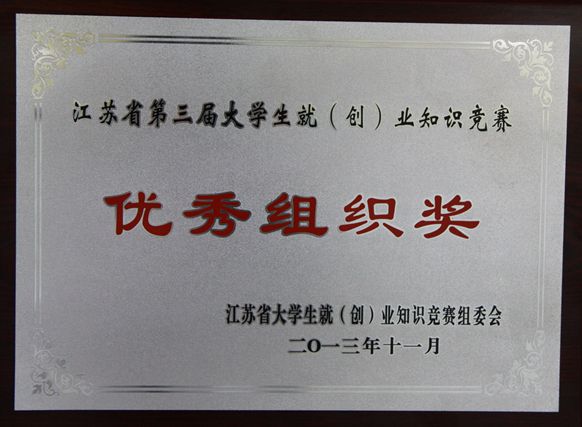 江苏省第三届大学生就（创）业知识竞赛
优秀组织奖
江苏省大学生就（创）业知识竞赛组委会
二〇一三年十一月